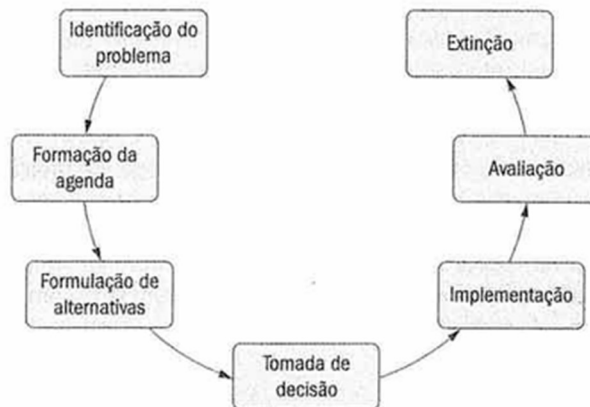 Identificação do
problema
Formação da
agenda
Formulação de
alternativas
Tomada de
decisão
Implementação
Avaliação
Extinção